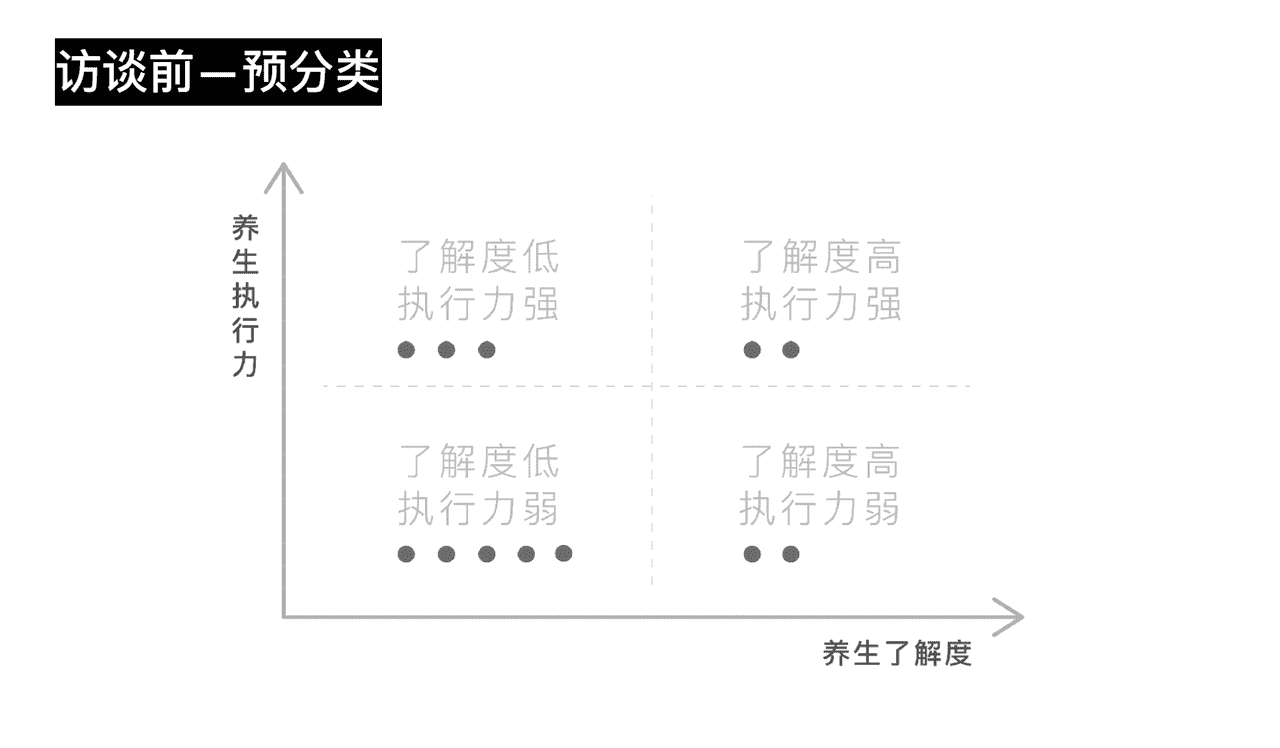 访谈前—预分类
养生执行力
了解度低
执行力强
了解度高
执行力强
了解度低
执行力弱
了解度高
执行力弱
养生了解度